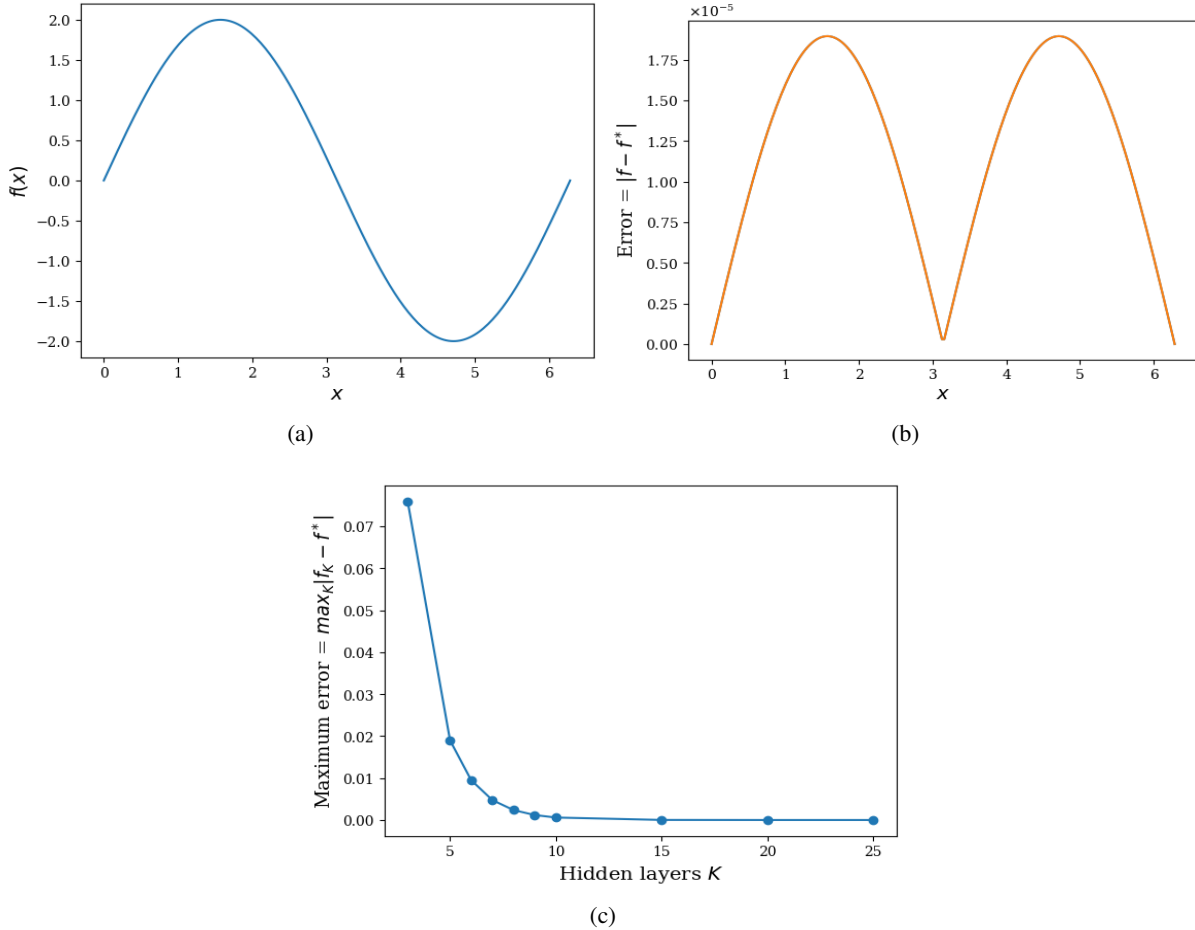 2.0
1.5
1.0
0.5
0.0
−0.5
−1.0
−1.5
−2.0
f(x)
0 1 2 3 4 5 6
x
(a)
×10⁻⁵
1.75
1.50
1.25
1.00
0.75
0.50
0.25
0.00
Error = |f − f*|
0 1 2 3 4 5 6
x
(b)
0.07
0.06
0.05
0.04
0.03
0.02
0.01
0.00
Maximum error = max_K|f_K − f*|
5 10 15 20 25
Hidden layers K
(c)